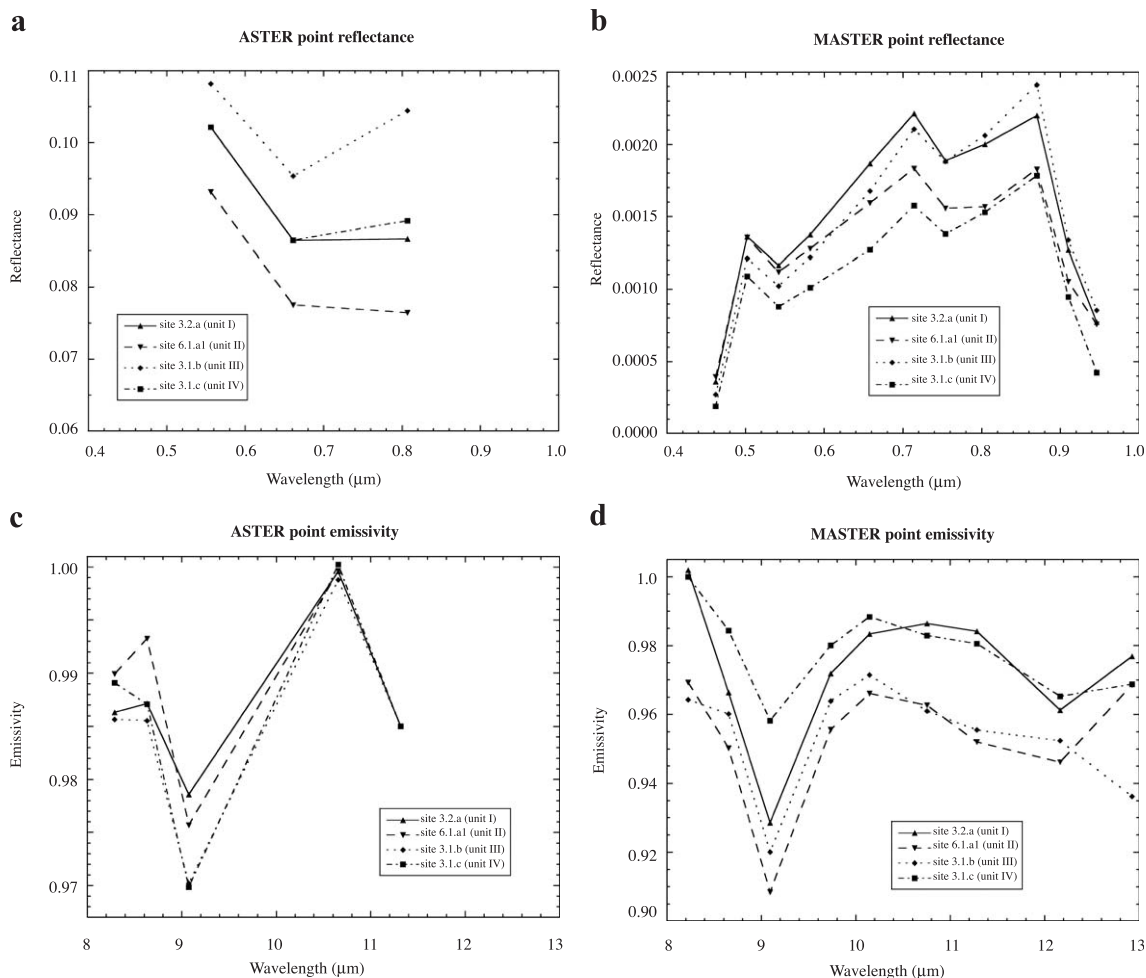 a
ASTER point reflectance
0.11
0.10
0.09
0.08
0.07
0.06
Reflectance
site 3.2.a (unit I)
site 6.1.a1 (unit II)
site 3.1.b (unit III)
site 3.1.c (unit IV)
0.4 0.5 0.6 0.7 0.8 0.9 1.0
Wavelength (μm)
b
MASTER point reflectance
0.0025
0.0020
0.0015
0.0010
0.0005
0.0000
Reflectance
site 3.2.a (unit I)
site 6.1.a1 (unit II)
site 3.1.b (unit III)
site 3.1.c (unit IV)
0.4 0.5 0.6 0.7 0.8 0.9 1.0
Wavelength (μm)
c
ASTER point emissivity
1.00
0.99
0.98
0.97
Emissivity
site 3.2.a (unit I)
site 6.1.a1 (unit II)
site 3.1.b (unit III)
site 3.1.c (unit IV)
8 9 10 11 12 13
Wavelength (μm)
d
MASTER point emissivity
1.0
0.98
0.96
0.94
0.92
0.90
Emissivity
site 3.2.a (unit I)
site 6.1.a1 (unit II)
site 3.1.b (unit III)
site 3.1.c (unit IV)
8 9 10 11 12 13
Wavelength (μm)